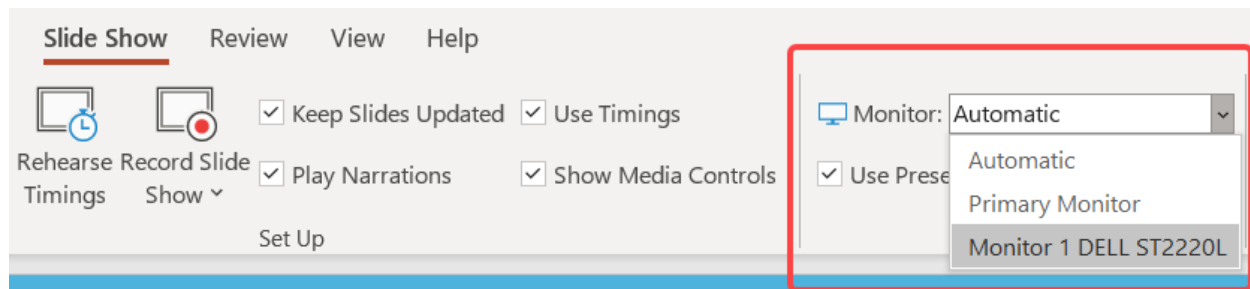 Slide Show Review View Help
Keep Slides Updated Use Timings Monitor: Automatic
Rehearse Timings
Record Slide Show
Play Narrations Show Media Controls Use
Automatic
Primary Monitor
Monitor 1 DELL ST2220L
Set Up